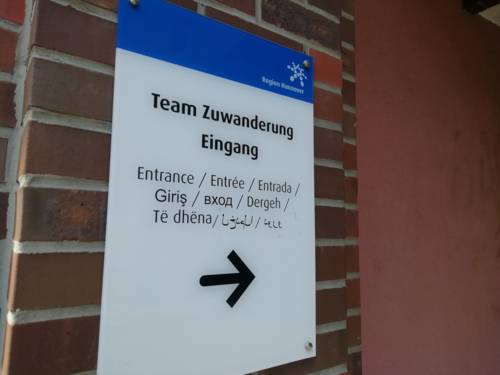 Region Hannover
Team Zuwanderung
Eingang
Entrance / Entrée / Entrada /
Giriş / вход / Dergeh /
Të dhëna /